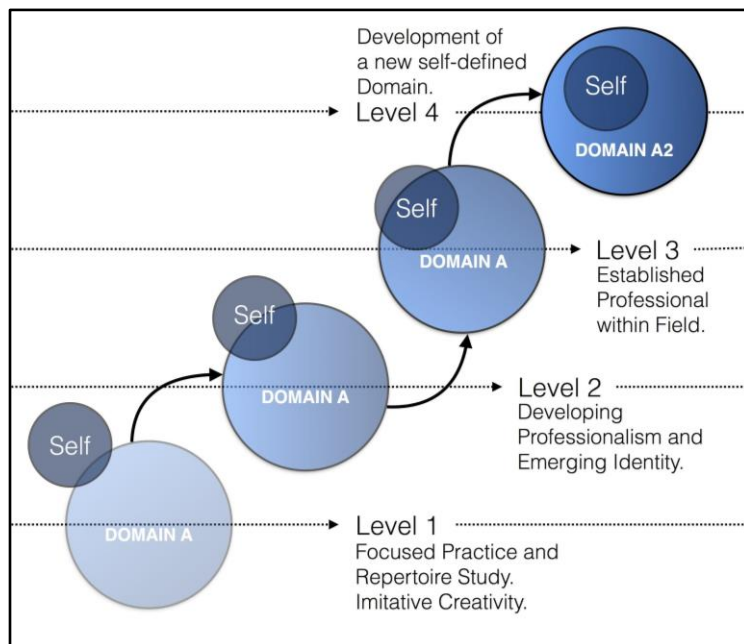 Development of
a new self-defined
Domain.
Level 4
Self
DOMAIN A2
Self
DOMAIN A
Level 3
Established
Professional
within Field.
Self
DOMAIN A
Level 2
Developing
Professionalism and
Emerging Identity.
Self
DOMAIN A
Level 1
Focused Practice and
Repertoire Study.
Imitative Creativity.